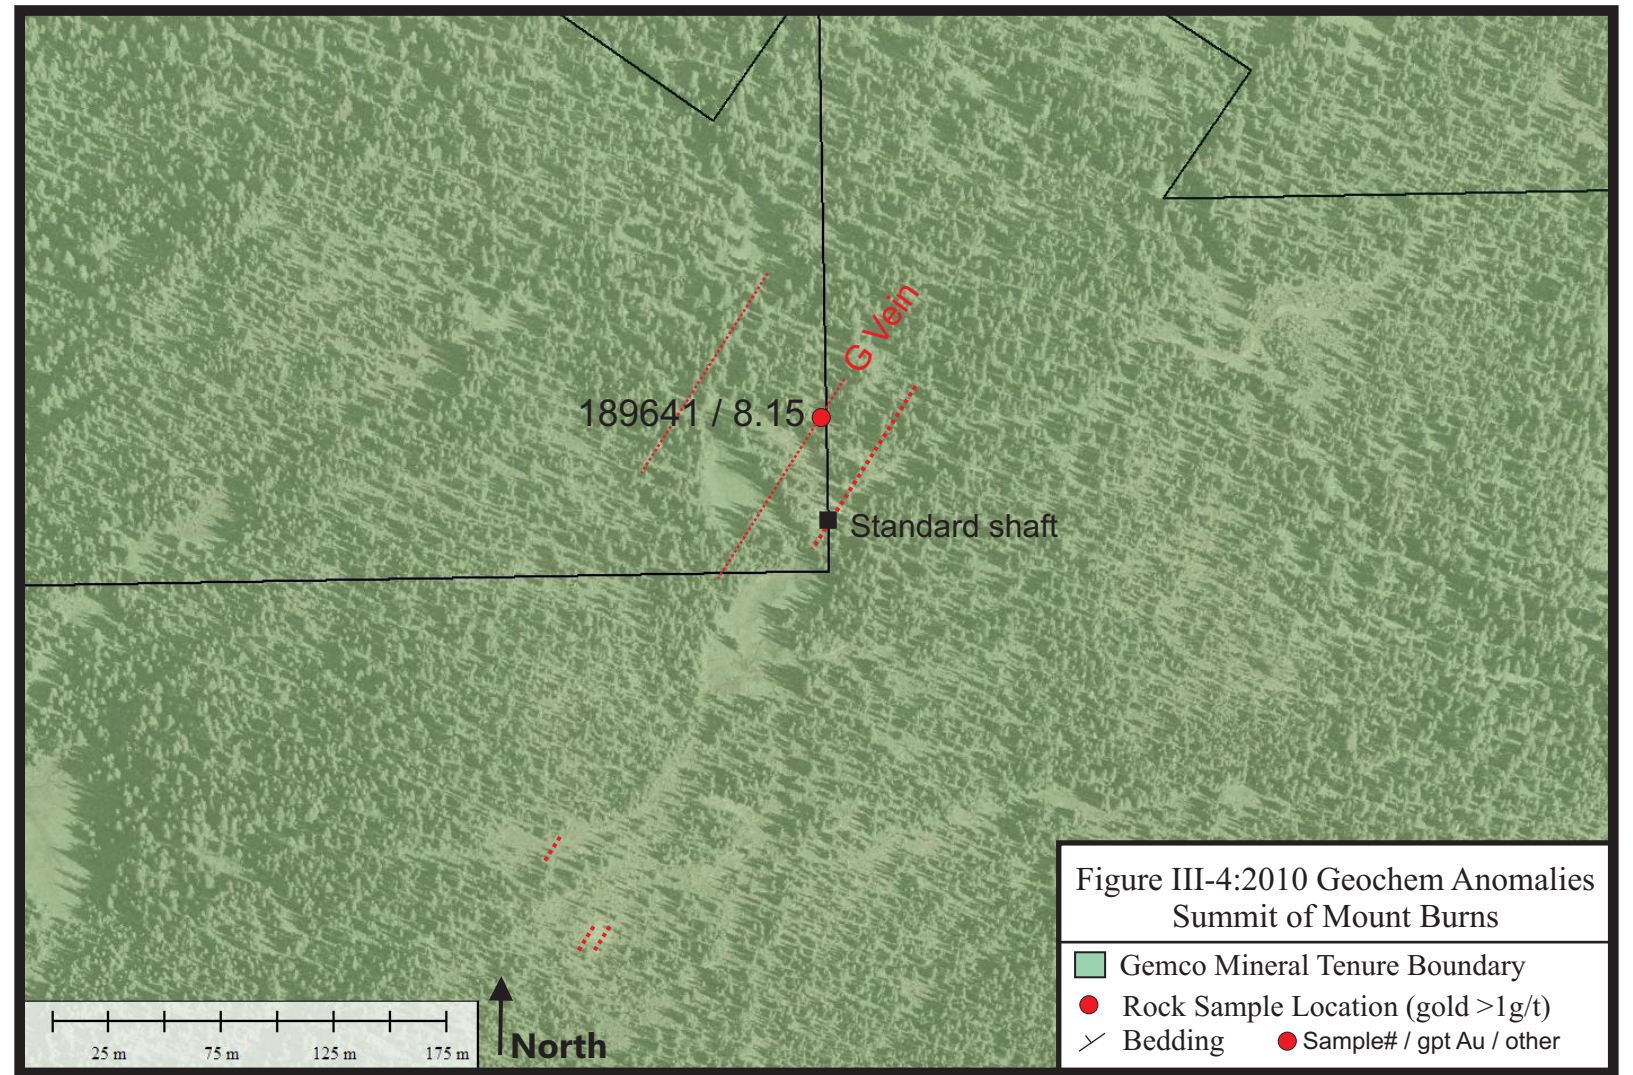 G Vein
189641 / 8.15
Standard shaft
Figure III-4:2010 Geochem Anomalies
Summit of Mount Burns
Gemco Mineral Tenure Boundary
Rock Sample Location (gold >1g/t)
Bedding
Sample# / gpt Au / other
25 m
75 m
125 m
175 m
North